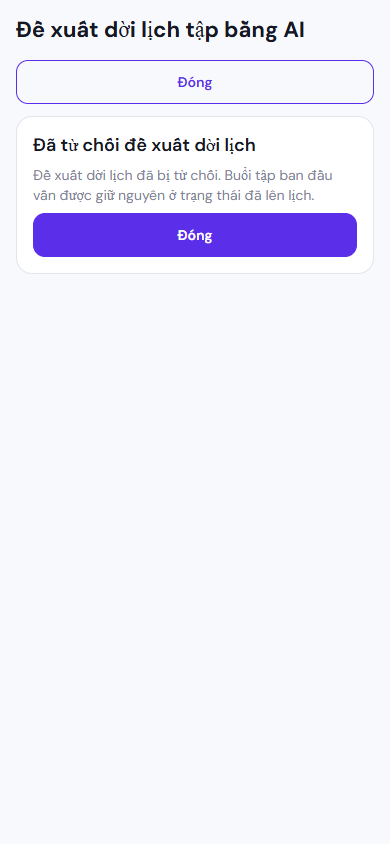 Đề xuất dời lịch tập bằng AI
Đóng
Đã từ chối đề xuất dời lịch
Đề xuất dời lịch đã bị từ chối. Buổi tập ban đầu
vẫn được giữ nguyên ở trạng thái đã lên lịch.
Đóng